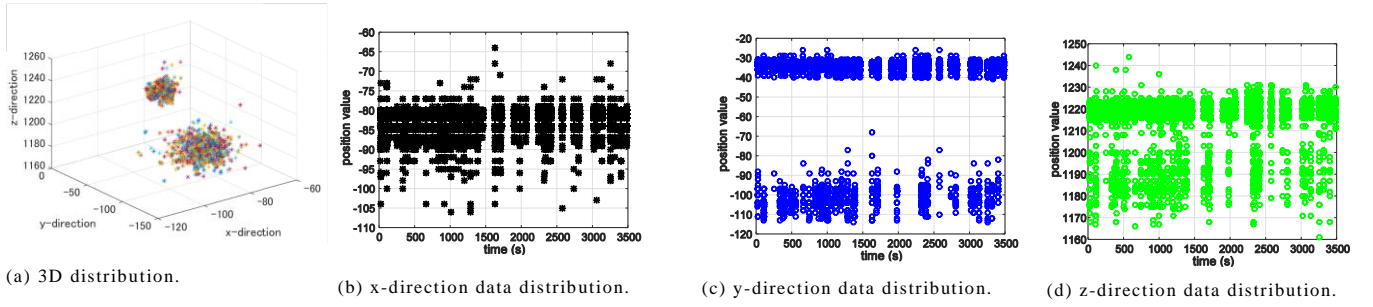 1260
1240
1220
1200
1180
1160
z-direction
0
-50
-100
-150
y-direction
-120
-100
-80
-60
x-direction
(a) 3D distribution.
-60
-65
-70
-75
-80
-85
-90
-95
-100
-105
-110
position value
0 500 1000 1500 2000 2500 3000 3500
time (s)
(b) x-direction data distribution.
-20
-30
-40
-50
-60
-70
-80
-90
-100
-110
-120
position value
0 500 1000 1500 2000 2500 3000 3500
time (s)
(c) y-direction data distribution.
1250
1240
1230
1220
1210
1200
1190
1180
1170
1160
position value
0 500 1000 1500 2000 2500 3000 3500
time (s)
(d) z-direction data distribution.